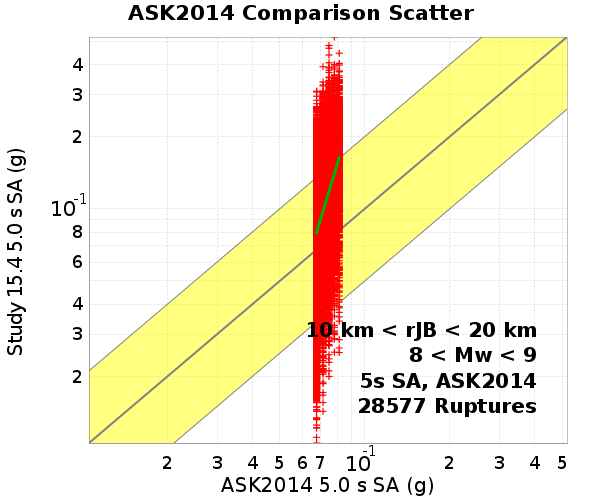 ASK2014 Comparison Scatter
Study 15.4 5.0 s SA (g)
4
3
2
10-1
8
6
4
3
2
10 km < rJB < 20 km
8 < Mw < 9
5s SA, ASK2014
28577 Ruptures
2 3 4 5 6 7 10-1 2 3 4 5
ASK2014 5.0 s SA (g)